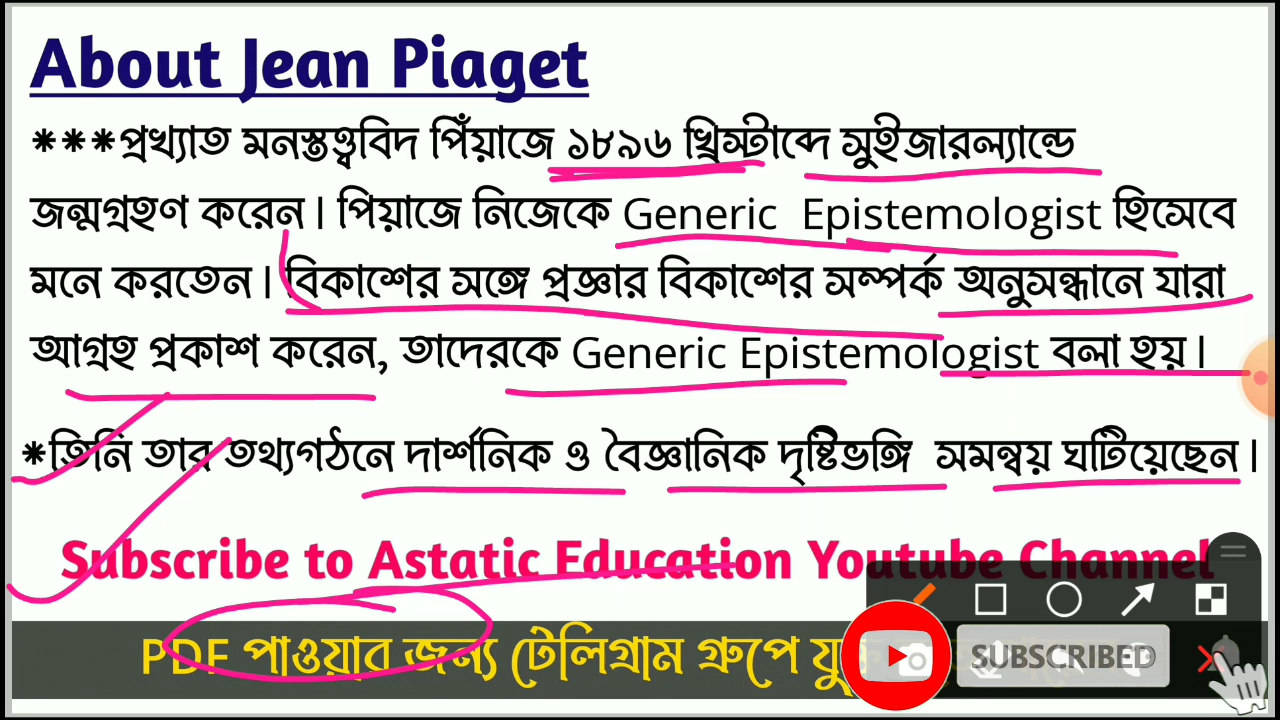 About Jean Piaget
***প্রখ্যাত মনস্তত্ত্ববিদ পিঁয়াজে ১৮৯৬ খ্রিস্টাব্দে সুইজারল্যান্ডে
জন্মগ্রহণ করেন। পিয়াজে নিজেকে Generic Epistemologist হিসেবে
মনে করতেন। বিকাশের সঙ্গে প্রজ্ঞার বিকাশের সম্পর্ক অনুসন্ধানে যারা
আগ্রহ প্রকাশ করেন, তাদেরকে Generic Epistemologist বলা হয়।
*তিনি তার তথ্যগঠনে দার্শনিক ও বৈজ্ঞানিক দৃষ্টিভঙ্গি সমন্বয় ঘটিয়েছেন।
Subscribe to Astatic Education Youtube Channel
PDF পাওয়ার জন্য টেলিগ্রাম গ্রুপে
SUBSCRIBED